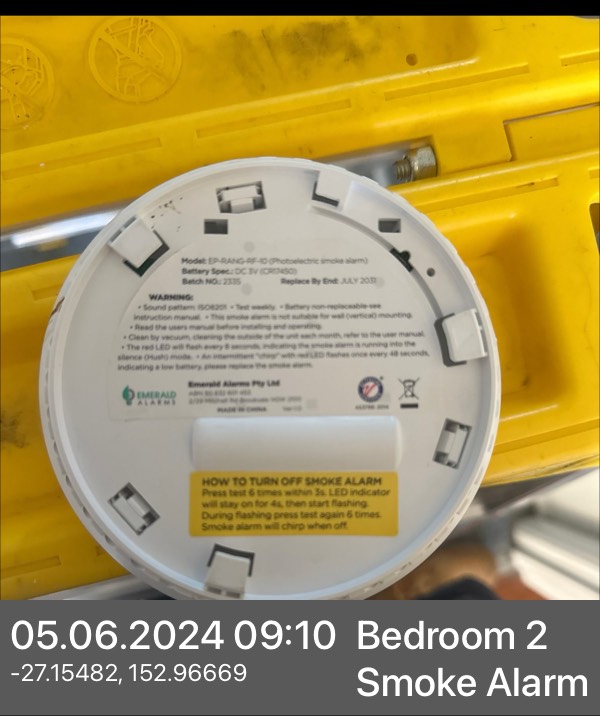 Model: EP-RANG-RF-10 (Photoelectric smoke alarm)
Battery Spec.: DC 3V (CR17450)
Batch NO.: 2335 Replace By End: JULY 2031
WARNING:
• Sound pattern: ISO8201 • Test weekly. • Battery non-replaceable-see
instruction manual. • This smoke alarm is not suitable for wall (vertical) mounting.
• Read the users manual before installing and operating.
• Clean by vacuum, cleaning the outside of the unit each month, refer to the user manual.
• The red LED will flash every 8 seconds, indicating the smoke alarm is running into the
silence (Hush) mode. • An intermittent "chirp" with red LED flashes once every 48 seconds,
indicating a low battery, please replace the smoke alarm.
EMERALD
ALARMS
Emerald Alarms Pty Ltd
MADE IN CHINA
HOW TO TURN OFF SMOKE ALARM
Press test 6 times within 3s, LED indicator
will stay on for 4s, then start flashing.
During flashing press test again 6 times.
Smoke alarm will chirp when off.
05.06.2024 09:10 Bedroom 2
-27.15482, 152.96669 Smoke Alarm